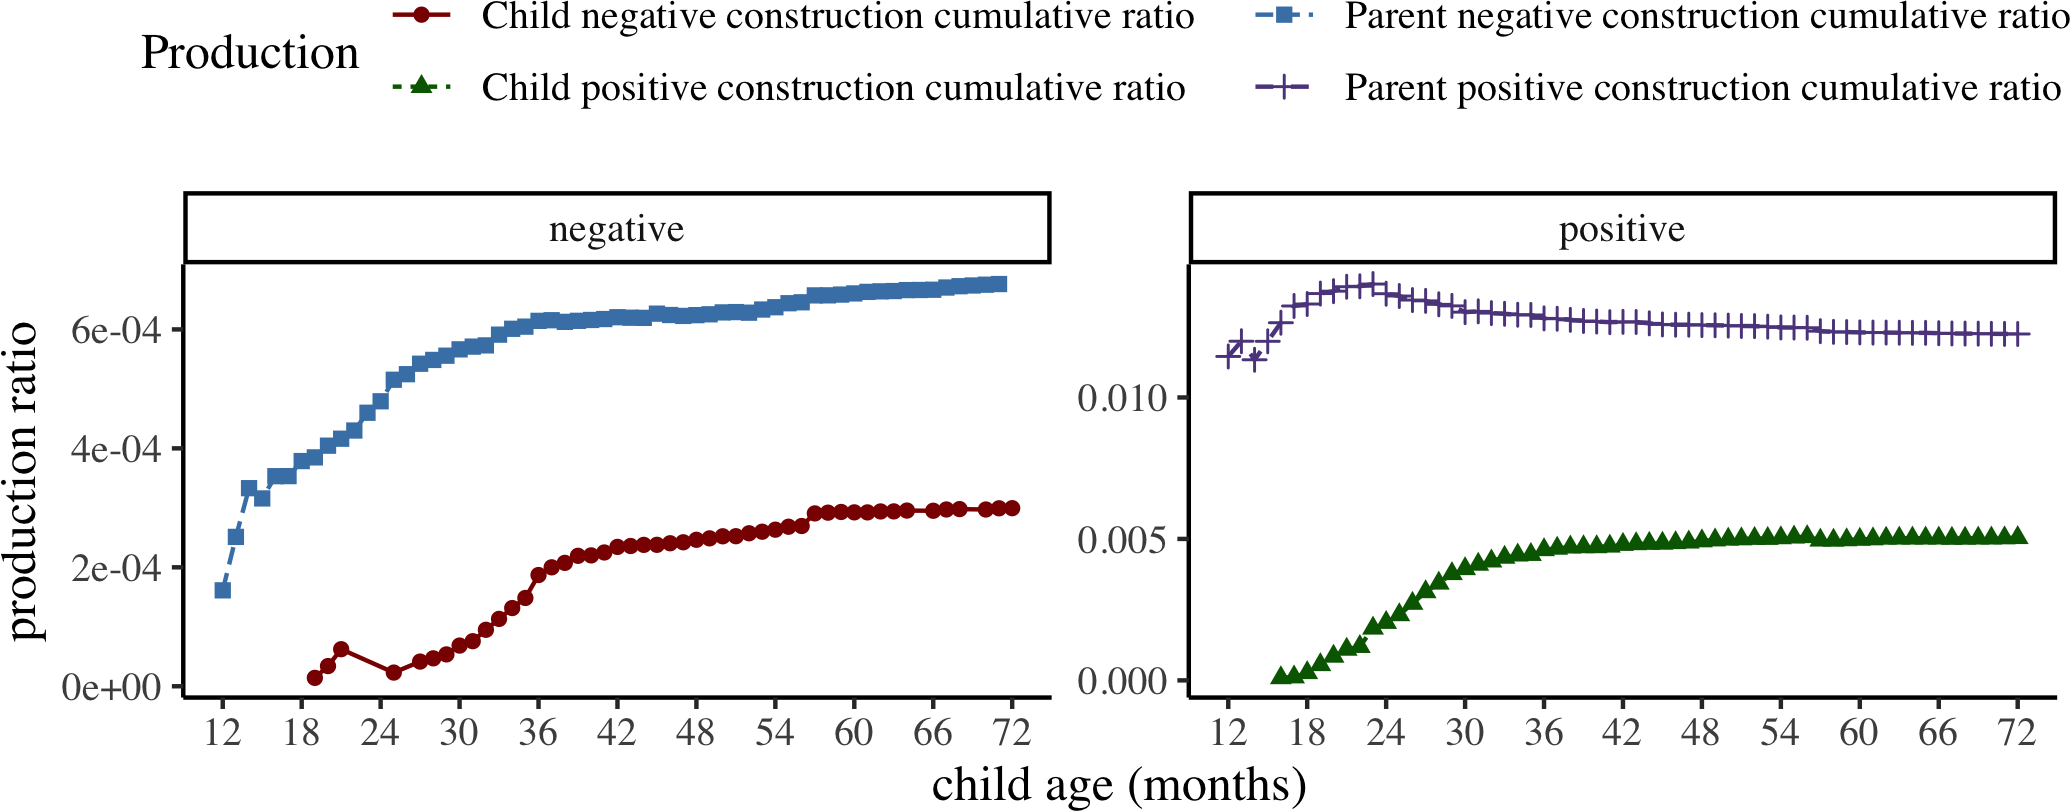 Production
Child negative construction cumulative ratio
Parent negative construction cumulative ratio
Child positive construction cumulative ratio
Parent positive construction cumulative ratio
negative
positive
production ratio
6e-04
4e-04
2e-04
0e+00
0.010
0.005
0.000
12 18 24 30 36 42 48 54 60 66 72
12 18 24 30 36 42 48 54 60 66 72
child age (months)